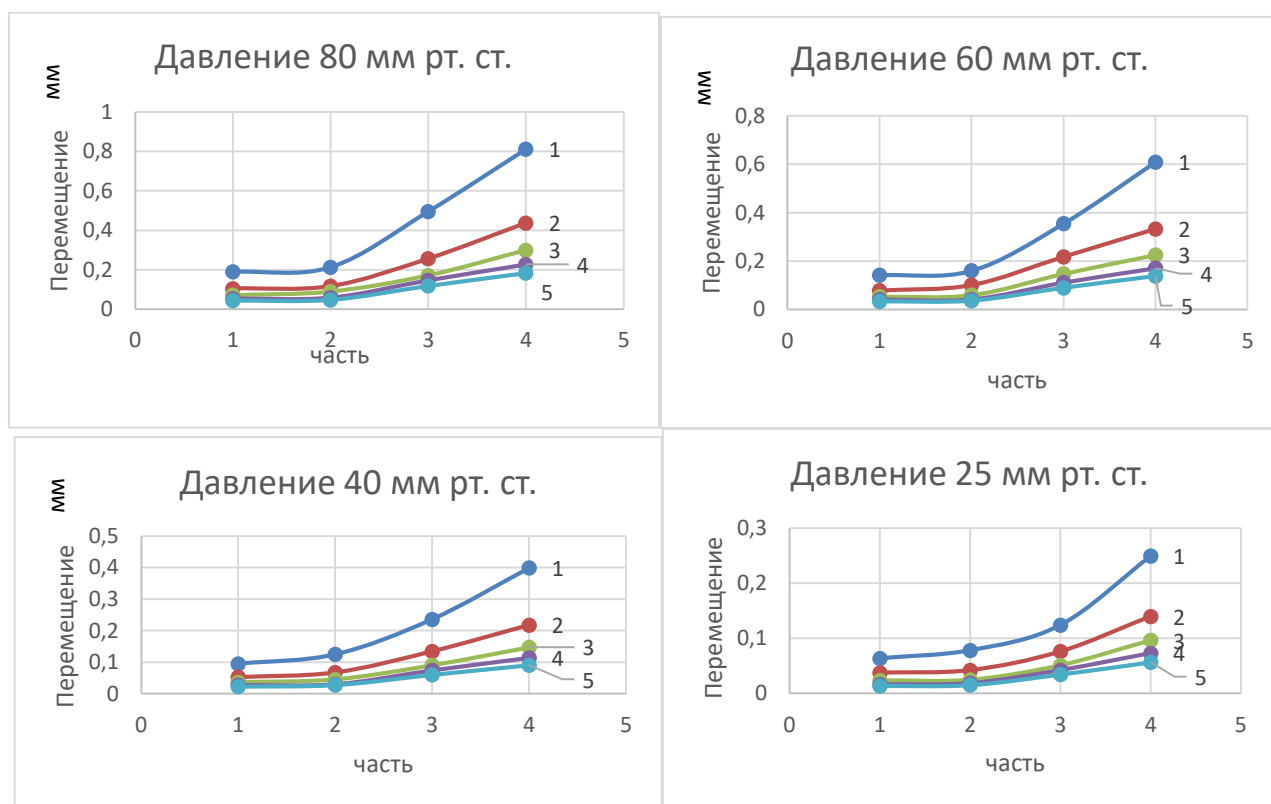 Давление 80 мм рт. ст.
мм
Перемещение
1
0,8
0,6
0,4
0,2
0
0 1 2 3 4 5
часть
1
2
3
4
5
Давление 60 мм рт. ст.
мм
Перемещение
0,8
0,6
0,4
0,2
0
0 1 2 3 4 5
часть
1
2
3
4
5
Давление 40 мм рт. ст.
мм
Перемещение
0,5
0,4
0,3
0,2
0,1
0
0 1 2 3 4 5
часть
1
2
3
4
5
Давление 25 мм рт. ст.
Перемещение
0,3
0,2
0,1
0
0 1 2 3 4 5
часть
1
2
3
4
5